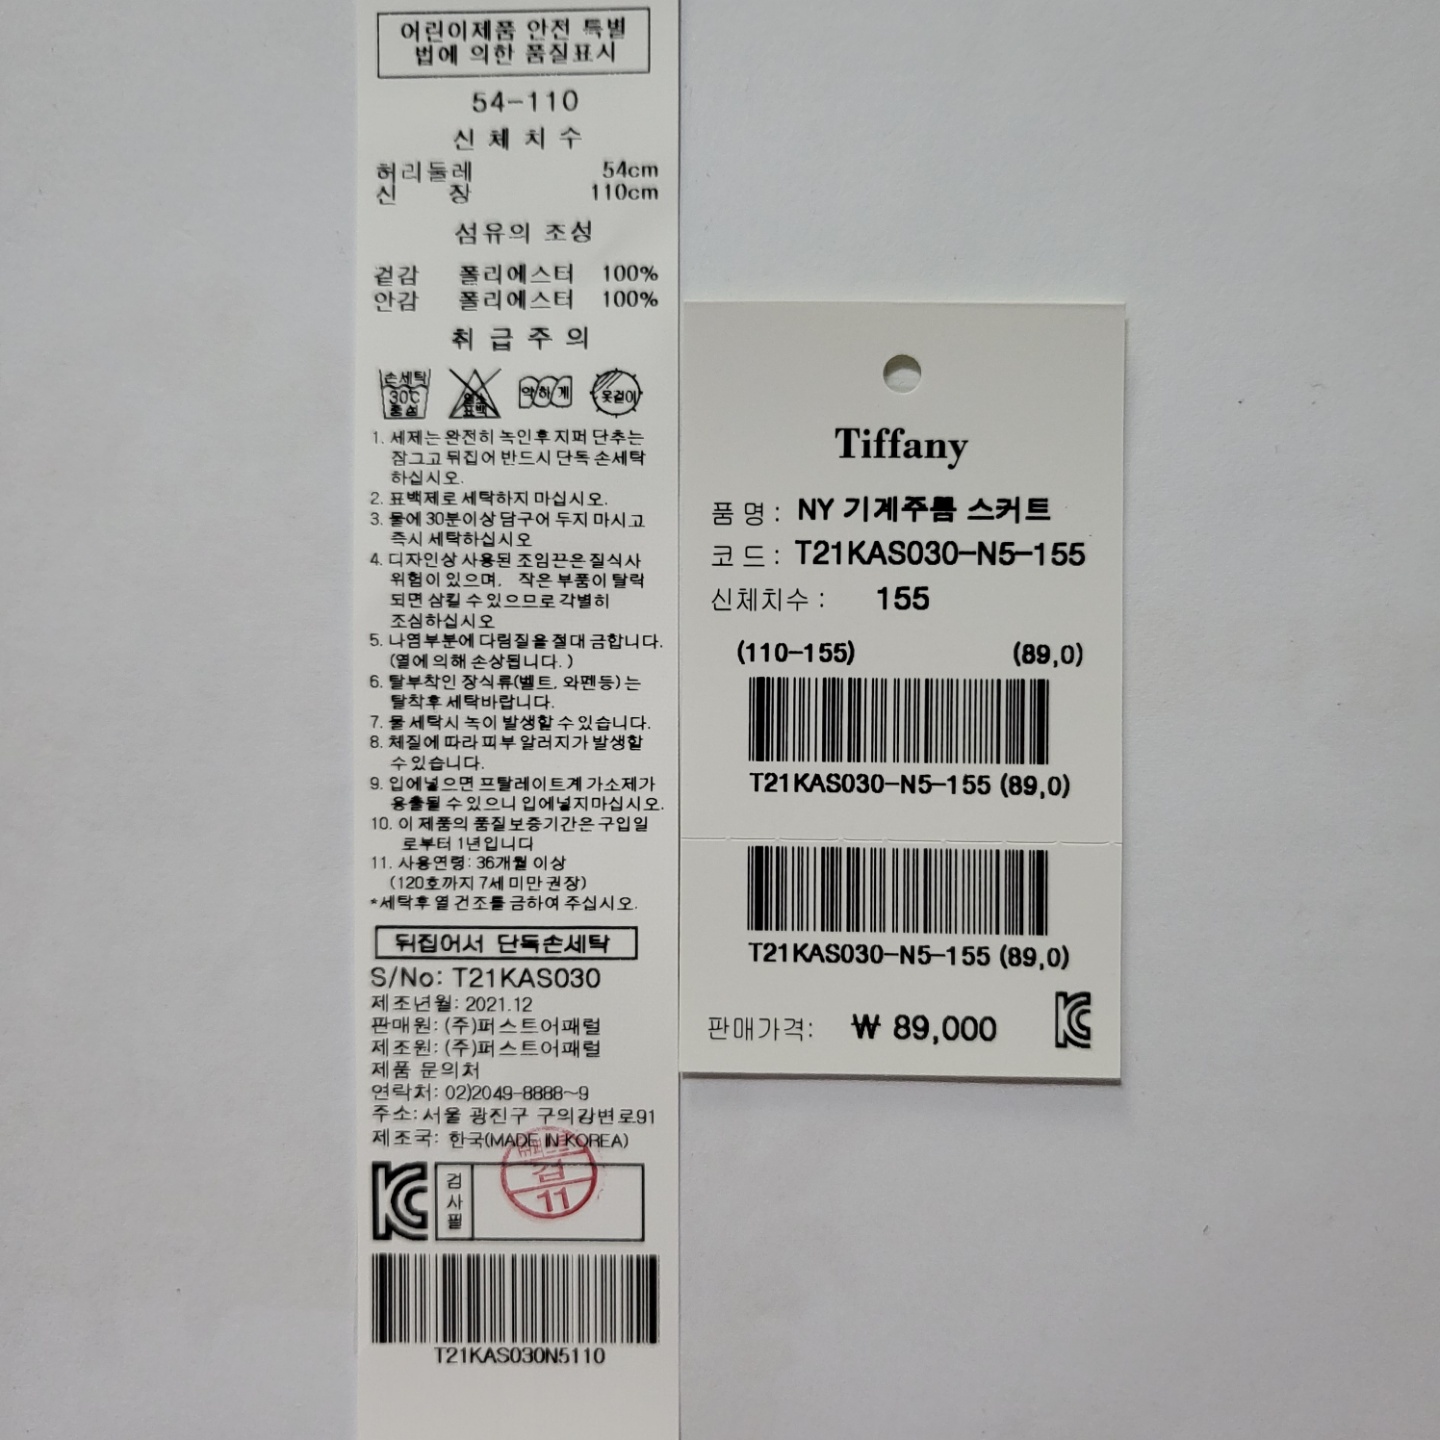 어린이제품 안전 특별
법에 의한 품질표시
54-110
신 체 치 수
허리둘레 54cm
신 장 110cm
섬유의 조성
겉감 폴리에스터 100%
안감 폴리에스터 100%
취 급 주 의
손세탁 30℃ 중성
염소 표백
약하게
옷걸이
1. 세제는 완전히 녹인후 지퍼 단추는
잠그고 뒤집어 반드시 단독 손세탁
하십시오.
2. 표백제로 세탁하지 마십시오.
3. 물에 30분이상 담구어 두지 마시고
즉시 세탁하십시오
4. 디자인상 사용된 조임끈은 질식사
위험이 있으며, 작은 부품이 탈락
되면 삼킬 수 있으므로 각별히
조심하십시오
5. 나염부분에 다림질을 절대 금합니다.
(열에 의해 손상됩니다. )
6. 탈부착인 장식류(벨트, 와펜등) 는
탈착후 세탁바랍니다.
7. 물 세탁시 녹이 발생할 수 있습니다.
8. 체질에 따라 피부 알러지가 발생할
수 있습니다.
9. 입에넣으면 프탈레이트계 가소제가
용출될 수 있으니 입에넣지마십시오.
10. 이 제품의 품질보증기간은 구입일
로부터 1년입니다
11. 사용연령: 36개월 이상
(120호까지 7세 미만 권장)
*세탁후 열 건조를 금하여 주십시오.
뒤집어서 단독손세탁
S/No: T21KAS030
제조년월: 2021.12
판매원: (주)퍼스트어패럴
제조원: (주)퍼스트어패럴
제품 문의처
연락처: 02)2049-8888~9
주소: 서울 광진구 구의강변로91
제조국: 한국(MADE IN KOREA)
KC
검사필
검
11
T21KAS030N5110
Tiffany
품 명 : NY 기계주름 스커트
코 드 : T21KAS030-N5-155
신체치수 : 155
(110-155) (89,0)
T21KAS030-N5-155 (89,0)
T21KAS030-N5-155 (89,0)
판매가격: ₩ 89,000
KC